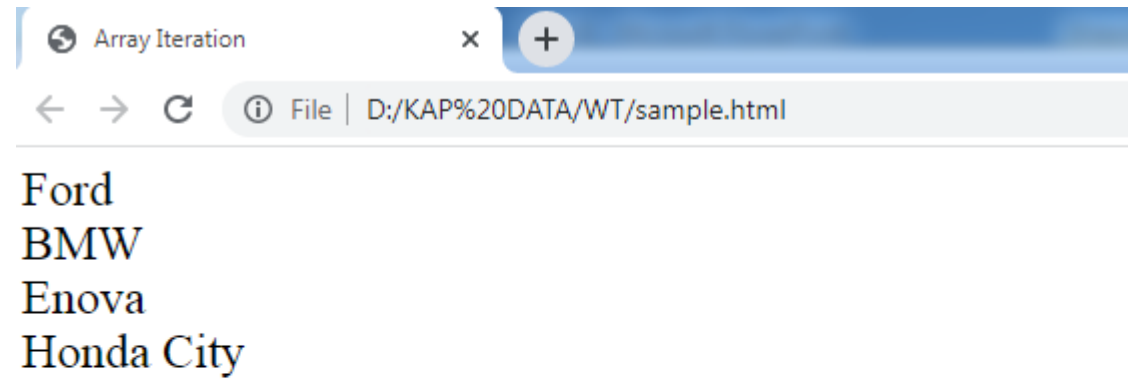 Array Iteration
File | D:/KAP%20DATA/WT/sample.html
Ford
BMW
Enova
Honda City